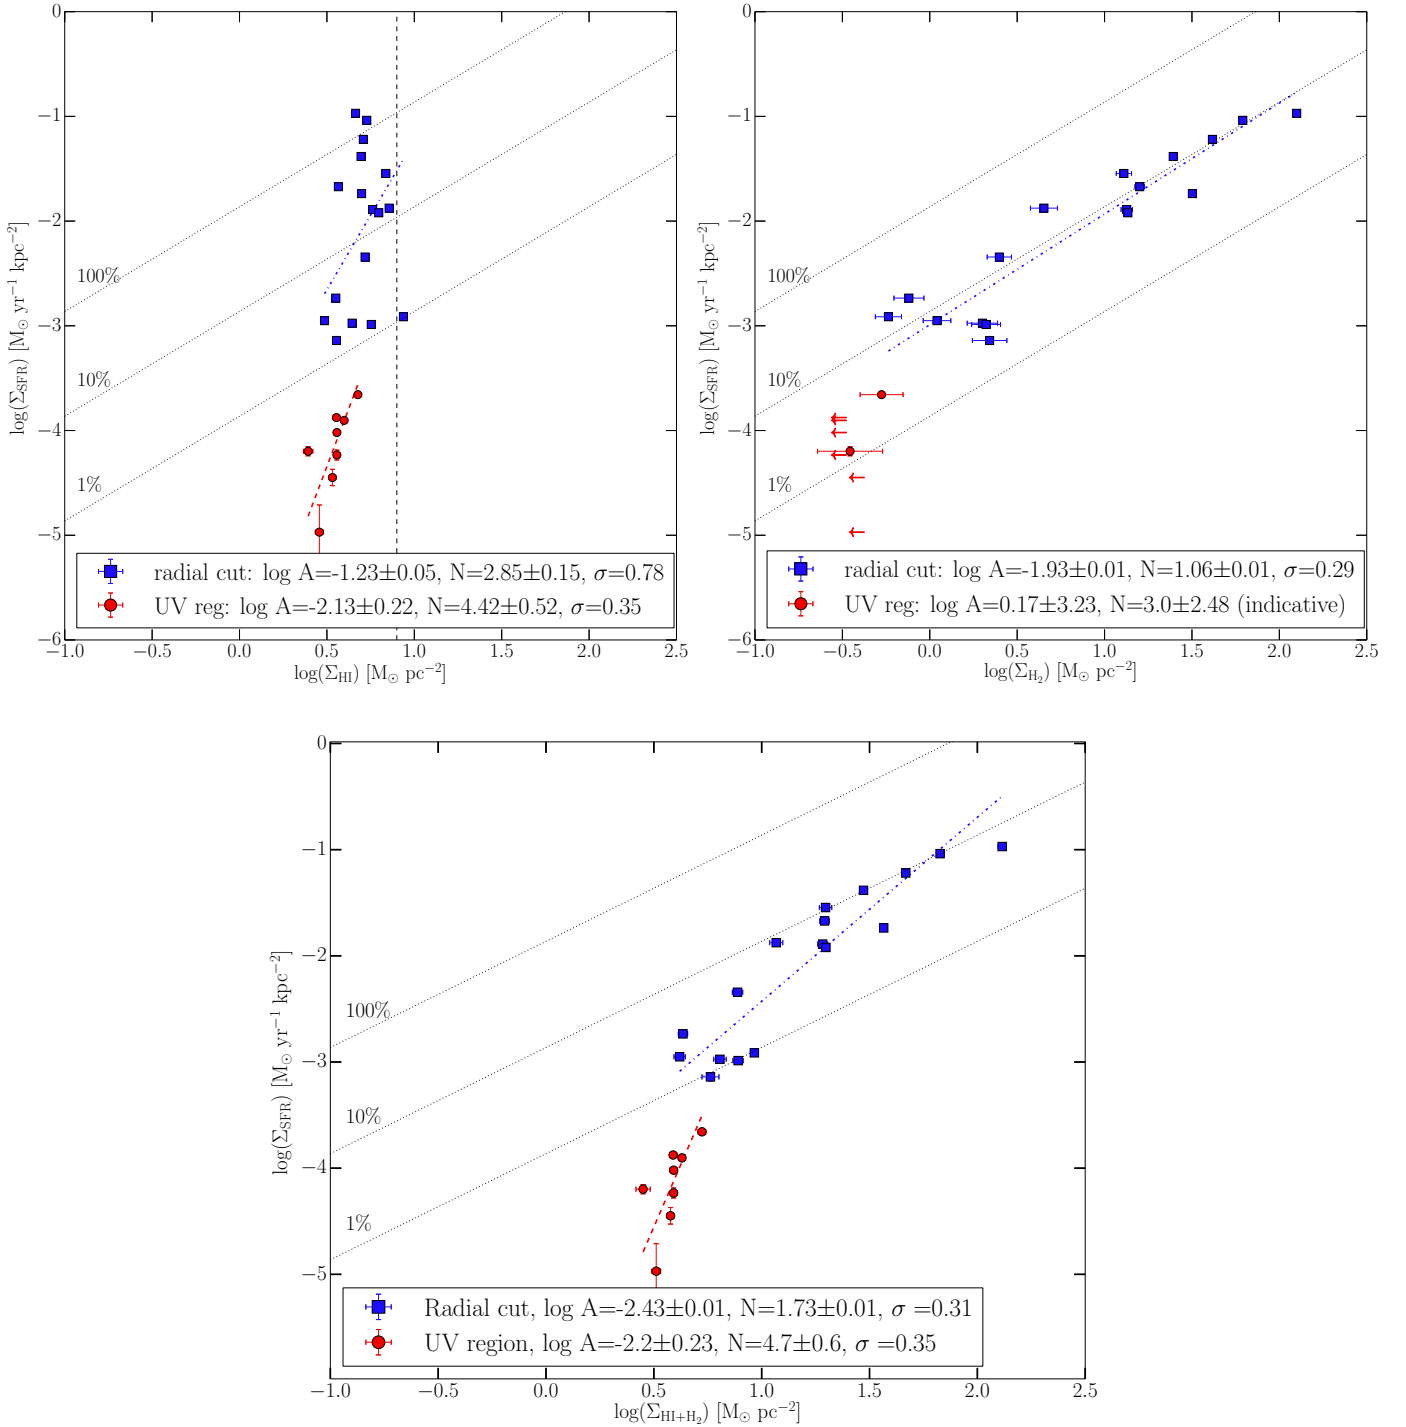 0
−1
−2
−3
−4
−5
−6
−1.0 −0.5 0.0 0.5 1.0 1.5 2.0 2.5
log(Σ_HI) [M_⊙ pc^−2]
log(Σ_SFR) [M_⊙ yr^−1 kpc^−2]
100%
10%
1%
radial cut: log A=-1.23±0.05, N=2.85±0.15, σ=0.78
UV reg: log A=-2.13±0.22, N=4.42±0.52, σ=0.35
0
−1
−2
−3
−4
−5
−6
−1.0 −0.5 0.0 0.5 1.0 1.5 2.0 2.5
log(Σ_H₂) [M_⊙ pc^−2]
log(Σ_SFR) [M_⊙ yr^−1 kpc^−2]
100%
10%
1%
radial cut: log A=-1.93±0.01, N=1.06±0.01, σ=0.29
UV reg: log A=0.17±3.23, N=3.0±2.48 (indicative)
0
−1
−2
−3
−4
−5
−1.0 −0.5 0.0 0.5 1.0 1.5 2.0 2.5
log(Σ_HI+H₂) [M_⊙ pc^−2]
log(Σ_SFR) [M_⊙ yr^−1 kpc^−2]
100%
10%
1%
Radial cut, log A=-2.43±0.01, N=1.73±0.01, σ =0.31
UV region, log A=-2.2±0.23, N=4.7±0.6, σ =0.35